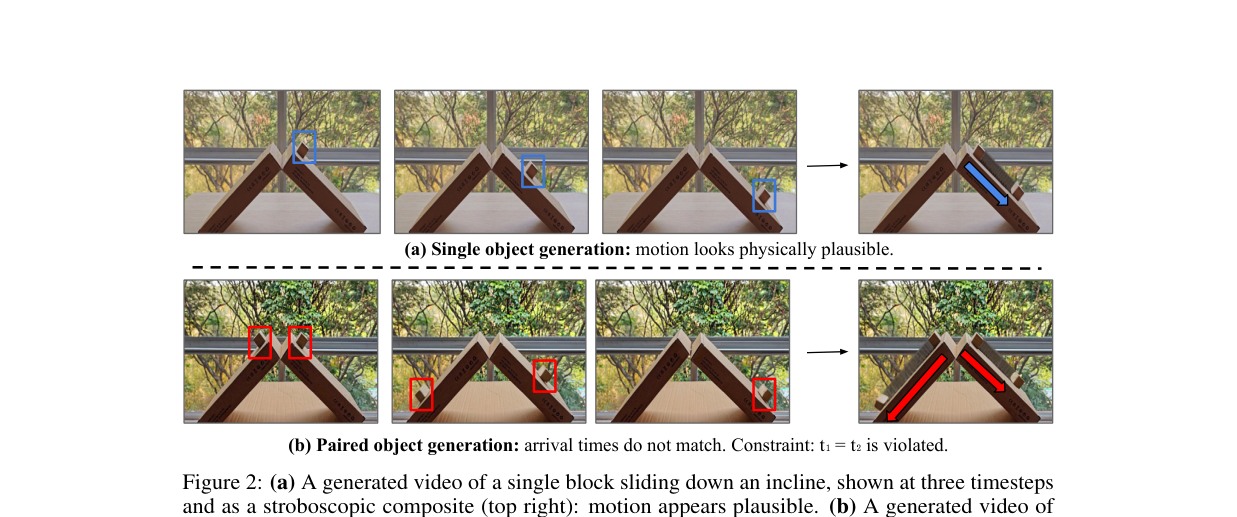 (a) Single object generation: motion looks physically plausible.
(b) Paired object generation: arrival times do not match. Constraint: t₁ = t₂ is violated.
Figure 2: (a) A generated video of a single block sliding down an incline, shown at three timesteps
and as a stroboscopic composite (top right): motion appears plausible. (b) A generated video of